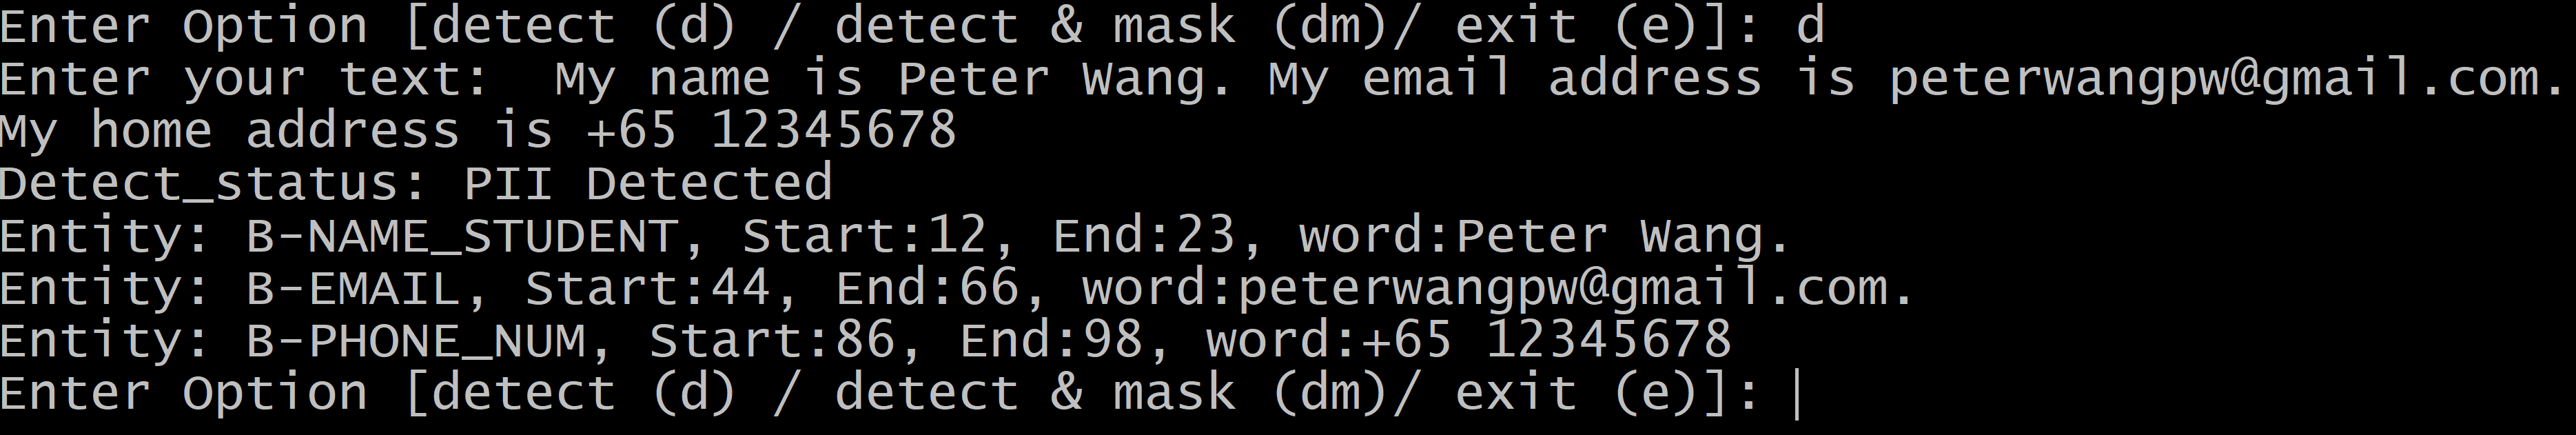 Enter Option [detect (d) / detect & mask (dm)/ exit (e)]: d
Enter your text:  My name is Peter Wang. My email address is peterwangpw@gmail.com.
My home address is +65 12345678
Detect_status: PII Detected
Entity: B-NAME_STUDENT, Start:12, End:23, word:Peter Wang.
Entity: B-EMAIL, Start:44, End:66, word:peterwangpw@gmail.com.
Entity: B-PHONE_NUM, Start:86, End:98, word:+65 12345678
Enter Option [detect (d) / detect & mask (dm)/ exit (e)]: